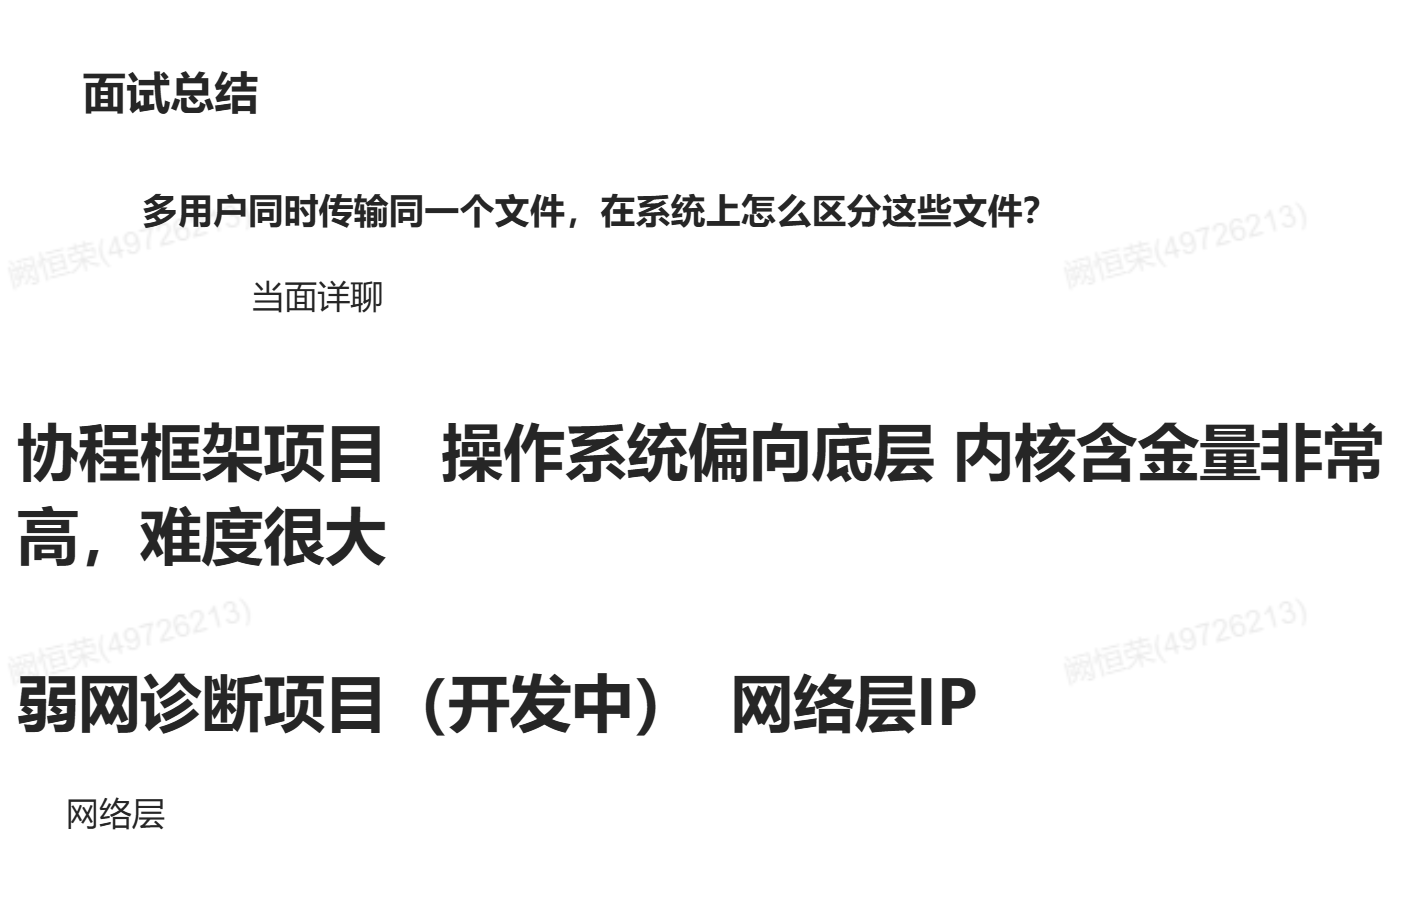 面试总结
多用户同时传输同一个文件，在系统上怎么区分这些文件？
阙恒荣(49726213)
阙恒荣(49726213)
当面详聊
协程框架项目 操作系统偏向底层 内核含金量非常
高，难度很大
阙恒荣(49726213)
阙恒荣(49726213)
弱网诊断项目（开发中） 网络层IP
网络层